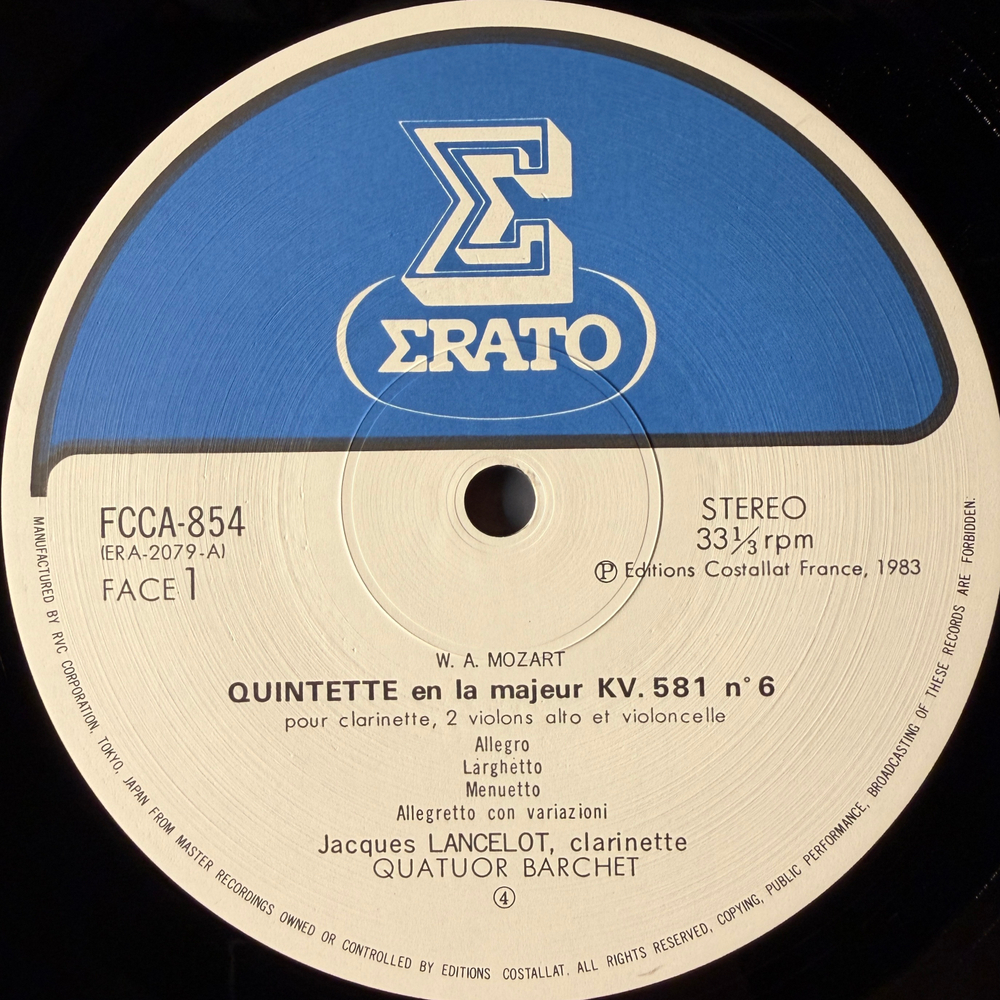 Σ
ΣRATO
FCCA-854
(ERA-2079-A)
FACE 1
STEREO
33⅓ rpm
Ⓟ Editions Costallat France, 1983
W. A. MOZART
QUINTETTE en la majeur KV. 581 n° 6
pour clarinette, 2 violons alto et violoncelle
Allegro
Larghetto
Menuetto
Allegretto con variazioni
Jacques LANCELOT, clarinette
QUATUOR BARCHET
④
MANUFACTURED BY RVC CORPORATION, TOKYO, JAPAN FROM MASTER RECORDINGS OWNED OR CONTROLLED BY EDITIONS COSTALLAT. ALL RIGHTS RESERVED, COPYING, PUBLIC PERFORMANCE, BROADCASTING OF THESE RECORDS ARE FORBIDDEN.